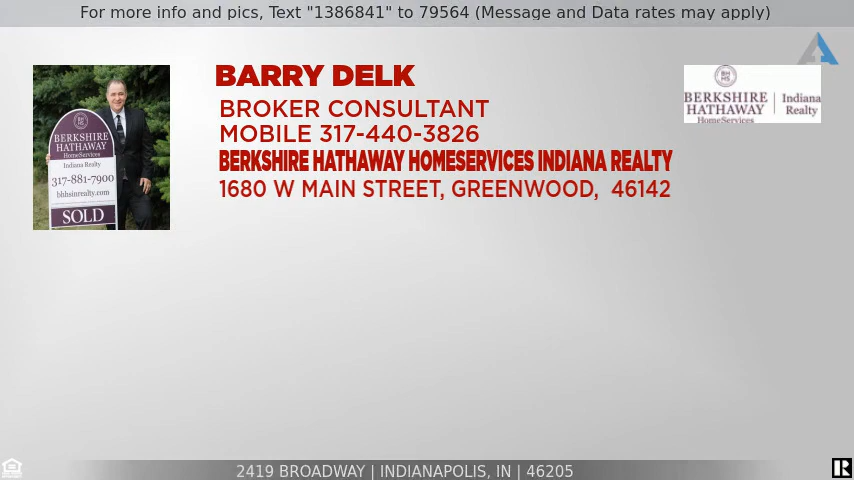 For more info and pics, Text "1386841" to 79564 (Message and Data rates may apply)
BARRY DELK
BROKER CONSULTANT
MOBILE 317-440-3826
BERKSHIRE HATHAWAY HOMESERVICES INDIANA REALTY
1680 W MAIN STREET, GREENWOOD, 46142
BERKSHIRE
HATHAWAY
HomeServices
Indiana Realty
317-881-7900
bhhsinrealty.com
SOLD
BERKSHIRE
HATHAWAY
HomeServices
Indiana
Realty
2419 BROADWAY | INDIANAPOLIS, IN | 46205